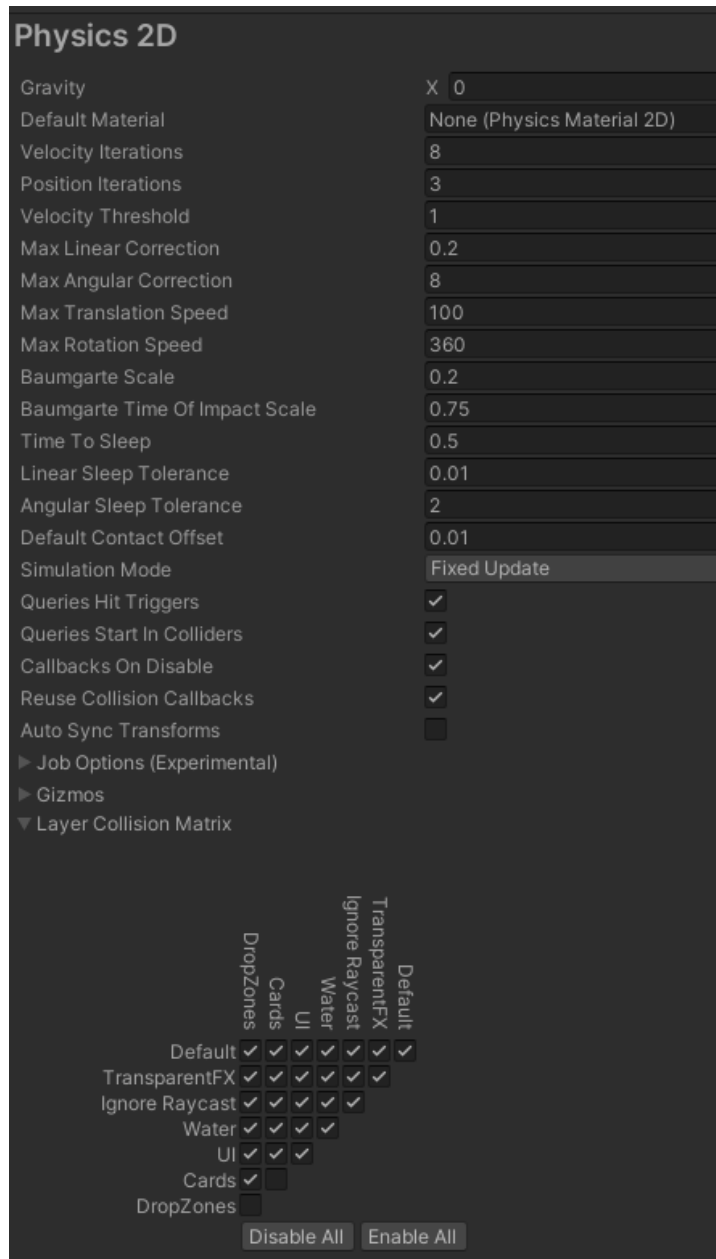 Physics 2D
Gravity X 0
Default Material None (Physics Material 2D)
Velocity Iterations 8
Position Iterations 3
Velocity Threshold 1
Max Linear Correction 0.2
Max Angular Correction 8
Max Translation Speed 100
Max Rotation Speed 360
Baumgarte Scale 0.2
Baumgarte Time Of Impact Scale 0.75
Time To Sleep 0.5
Linear Sleep Tolerance 0.01
Angular Sleep Tolerance 2
Default Contact Offset 0.01
Simulation Mode Fixed Update
Queries Hit Triggers
Queries Start In Colliders
Callbacks On Disable
Reuse Collision Callbacks
Auto Sync Transforms
Job Options (Experimental)
Gizmos
Layer Collision Matrix
DropZones
Cards
UI
Water
Ignore Raycast
TransparentFX
Default
Default
TransparentFX
Ignore Raycast
Water
UI
Cards
DropZones
Disable All Enable All